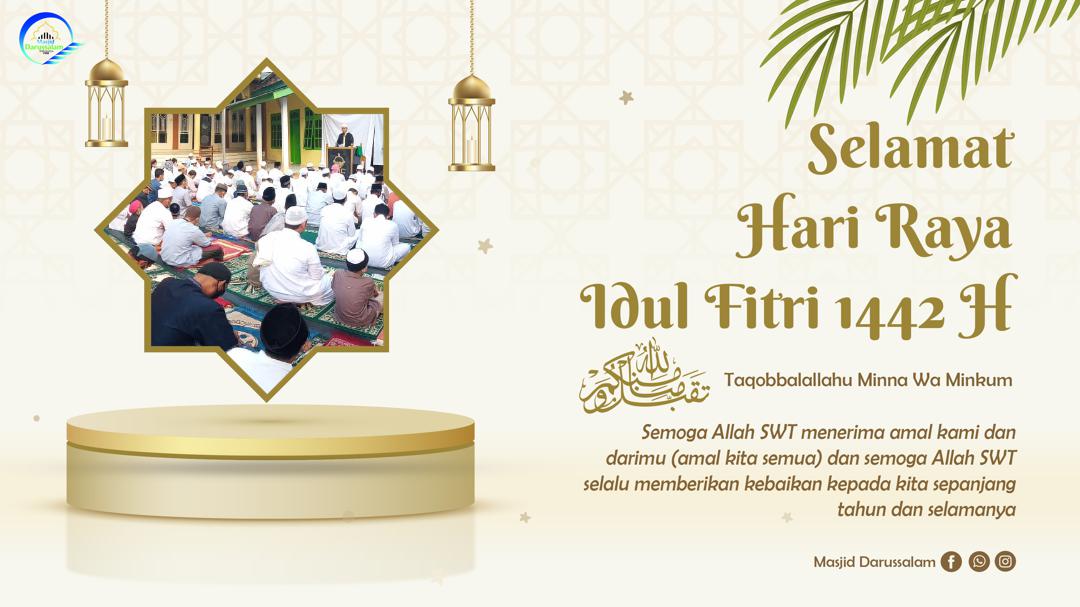 Masjid
Darussalam
Selamat
Hari Raya
Idul Fitri 1442 H
تقبل الله منا ومنكم
Taqobbalallahu Minna Wa Minkum
Semoga Allah SWT menerima amal kami dan
darimu (amal kita semua) dan semoga Allah SWT
selalu memberikan kebaikan kepada kita sepanjang
tahun dan selamanya
Masjid Darussalam